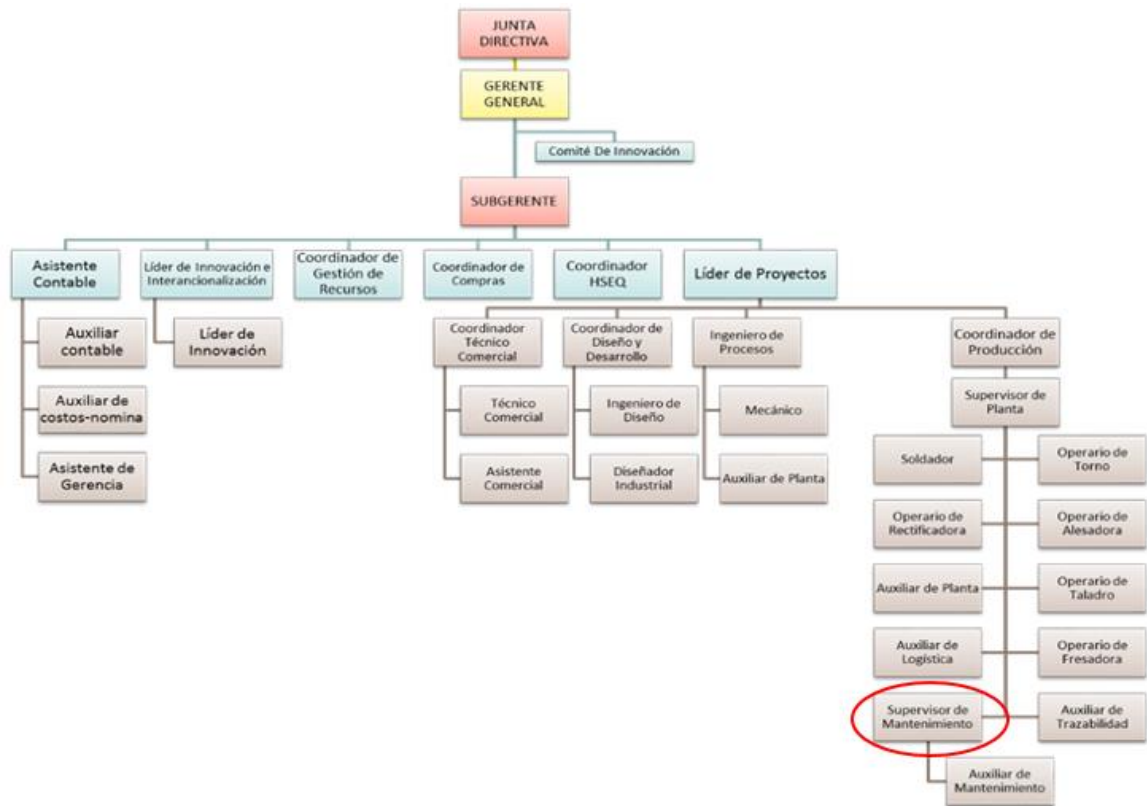 JUNTA
DIRECTIVA
GERENTE
GENERAL
Comité De Innovación
SUBGERENTE
Asistente
Contable
Líder de Innovación e
Interancionalización
Coordinador de
Gestión de
Recursos
Coordinador de
Compras
Coordinador
HSEQ
Líder de Proyectos
Auxiliar
contable
Auxiliar de
costos-nomina
Asistente de
Gerencia
Líder de
Innovación
Coordinador
Técnico
Comercial
Técnico
Comercial
Asistente
Comercial
Coordinador de
Diseño y
Desarrollo
Ingeniero de
Diseño
Diseñador
Industrial
Ingeniero de
Procesos
Mecánico
Auxiliar de Planta
Coordinador de
Producción
Supervisor de
Planta
Soldador
Operario de
Torno
Operario de
Rectificadora
Operario de
Alesadora
Auxiliar de Planta
Operario de
Taladro
Auxiliar de
Logística
Operario de
Fresadora
Supervisor de
Mantenimiento
Auxiliar de
Trazabilidad
Auxiliar de
Mantenimiento